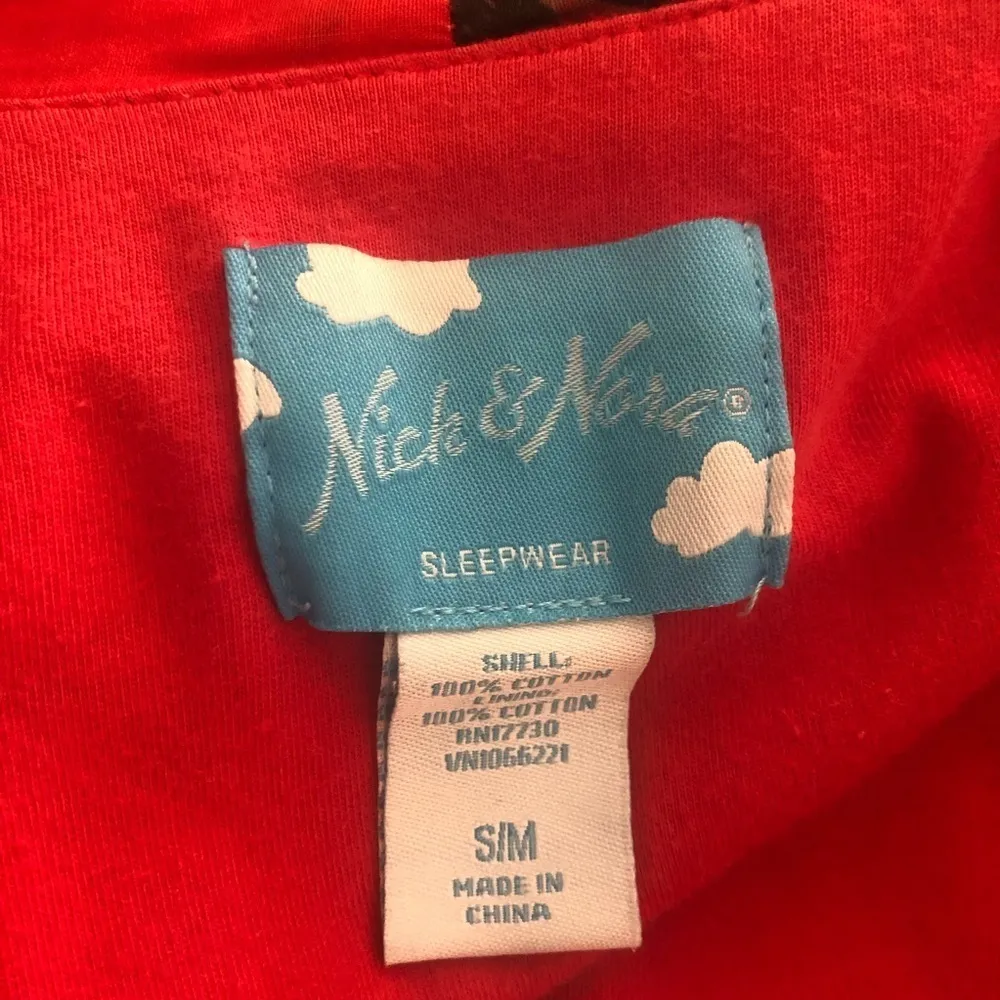 Nick & Nora®
SLEEPWEAR
SHELL:
100% COTTON
LINING:
100% COTTON
RN17730
VN1066221
S/M
MADE IN
CHINA